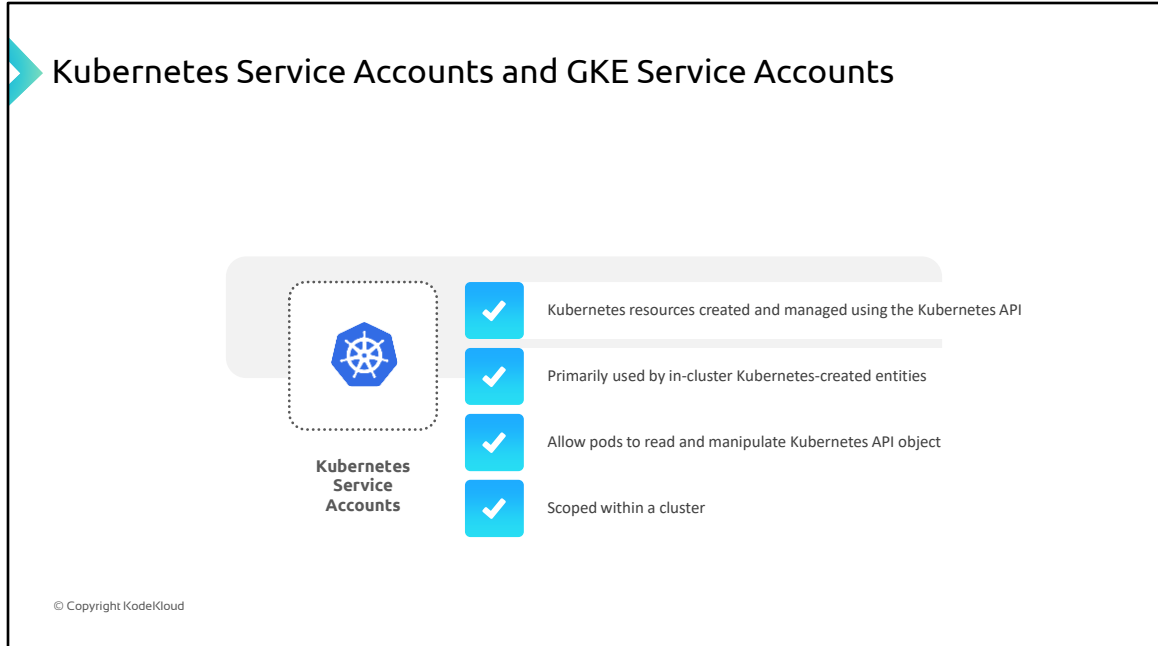 Kubernetes Service Accounts and GKE Service Accounts
Kubernetes
Service
Accounts
Kubernetes resources created and managed using the Kubernetes API
Primarily used by in-cluster Kubernetes-created entities
Allow pods to read and manipulate Kubernetes API object
Scoped within a cluster
© Copyright KodeKloud